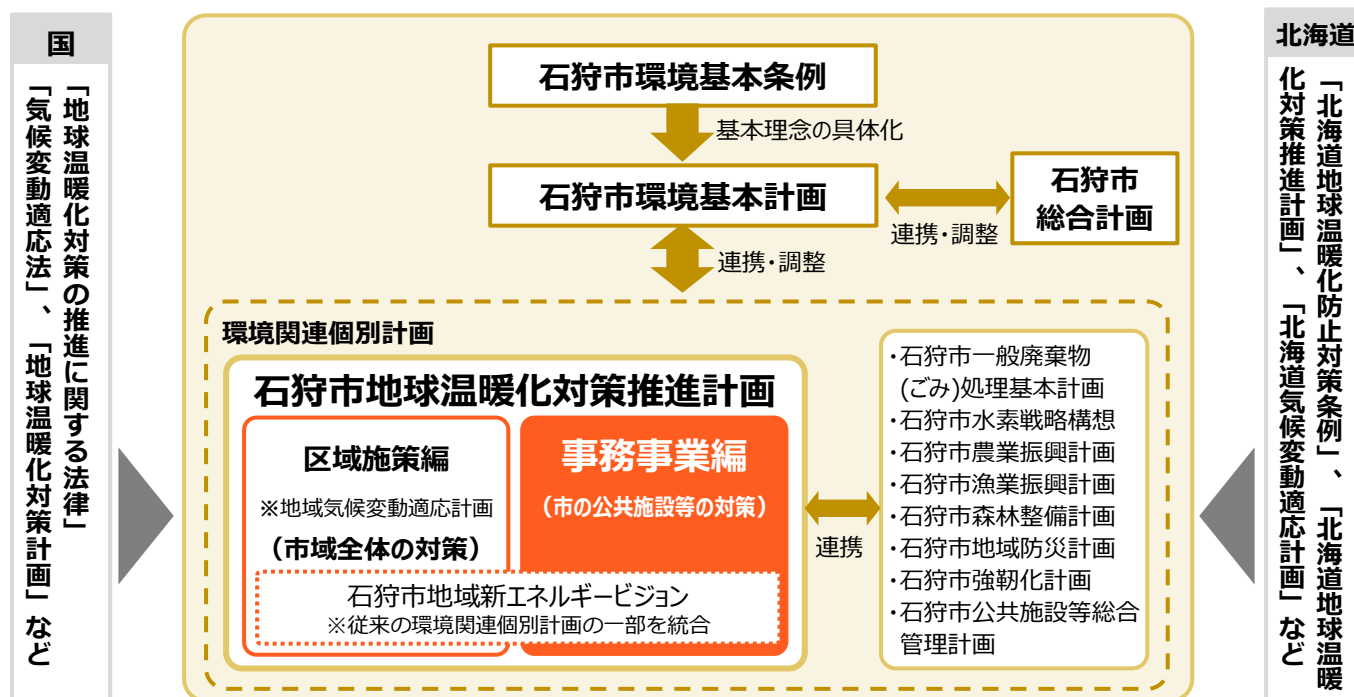 国
「地球温暖化対策の推進に関する法律」
「気候変動適応法」、「地球温暖化対策計画」など
石狩市環境基本条例
基本理念の具体化
石狩市環境基本計画
連携・調整
石狩市
総合計画
連携・調整
環境関連個別計画
石狩市地球温暖化対策推進計画
区域施策編
※地域気候変動適応計画
(市域全体の対策)
事務事業編
(市の公共施設等の対策)
石狩市地域新エネルギービジョン
※従来の環境関連個別計画の一部を統合
連携
・石狩市一般廃棄物
(ごみ)処理基本計画
・石狩市水素戦略構想
・石狩市農業振興計画
・石狩市漁業振興計画
・石狩市森林整備計画
・石狩市地域防災計画
・石狩市強靭化計画
・石狩市公共施設等総合
管理計画
北海道
「北海道地球温暖化防止対策条例」、「北海道地球温暖
化対策推進計画」、「北海道気候変動適応計画」など